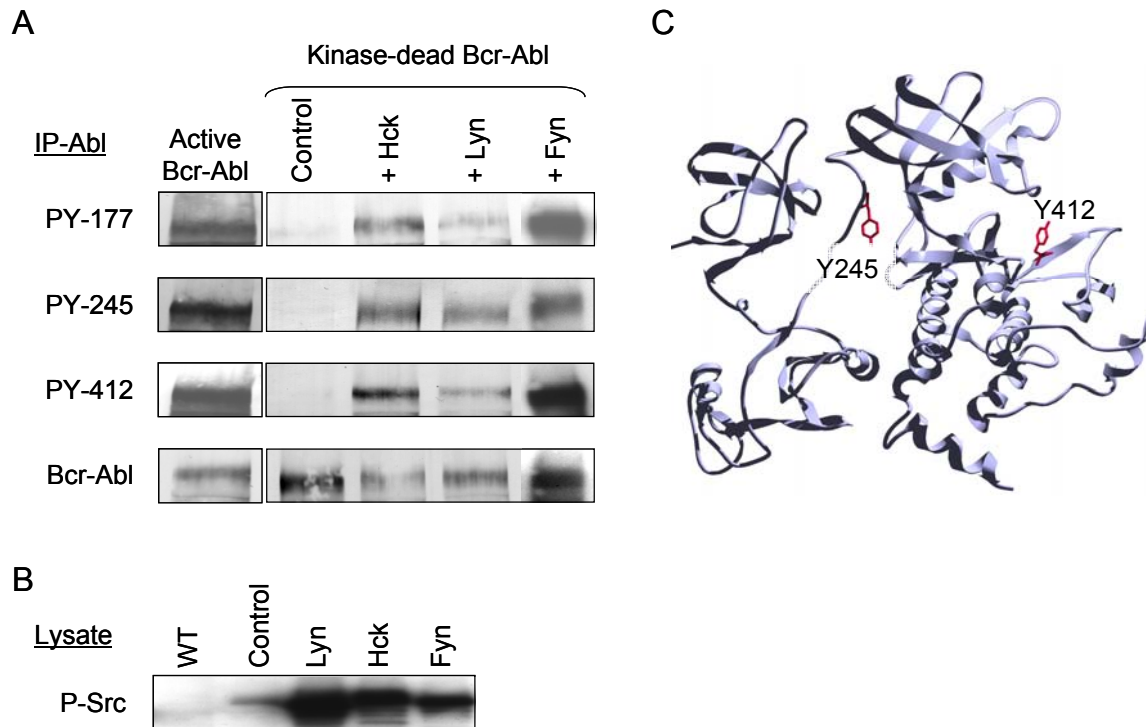 A
Kinase-dead Bcr-Abl
IP-Abl
Active
Bcr-Abl
Control
+ Hck
+ Lyn
+ Fyn
PY-177
PY-245
PY-412
Bcr-Abl
B
Lysate
WT
Control
Lyn
Hck
Fyn
P-Src
C
Y412
Y245